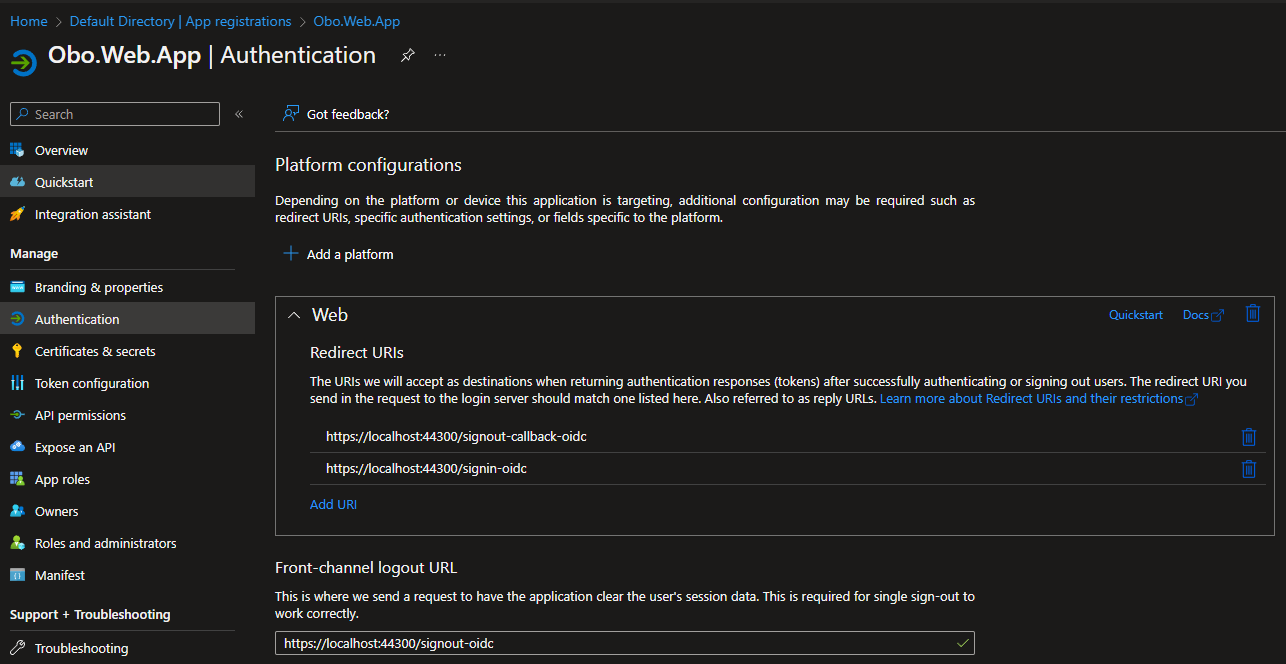 Home > Default Directory | App registrations > Obo.Web.App
Obo.Web.App | Authentication
Search
«
Got feedback?
Overview
Quickstart
Integration assistant
Manage
Branding & properties
Authentication
Certificates & secrets
Token configuration
API permissions
Expose an API
App roles
Owners
Roles and administrators
Manifest
Support + Troubleshooting
Troubleshooting
Platform configurations
Depending on the platform or device this application is targeting, additional configuration may be required such as
redirect URIs, specific authentication settings, or fields specific to the platform.
Add a platform
Web
Quickstart
Docs
Redirect URIs
The URIs we will accept as destinations when returning authentication responses (tokens) after successfully authenticating or signing out users. The redirect URI you
send in the request to the login server should match one listed here. Also referred to as reply URLs. Learn more about Redirect URIs and their restrictions
https://localhost:44300/signout-callback-oidc
https://localhost:44300/signin-oidc
Add URI
Front-channel logout URL
This is where we send a request to have the application clear the user's session data. This is required for single sign-out to
work correctly.
https://localhost:44300/signout-oidc